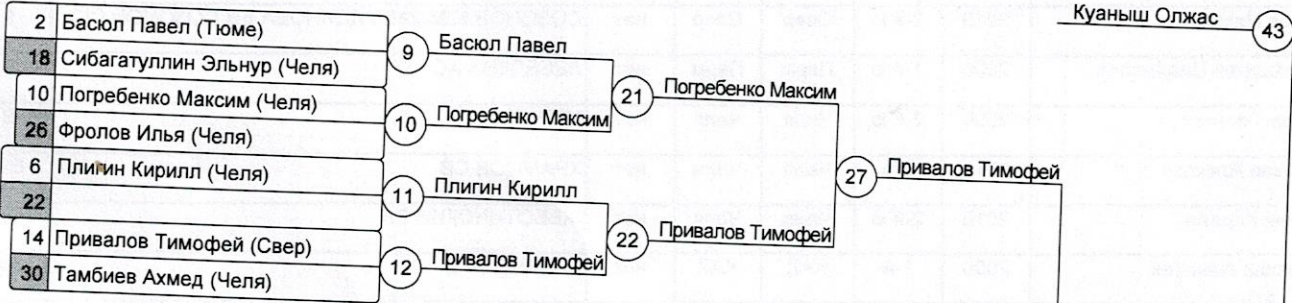 Куаныш Олжас 43
2 Басюл Павел (Тюме)
18 Сибагатуллин Эльнур (Челя)
9 Басюл Павел
10 Погребенко Максим (Челя)
26 Фролов Илья (Челя)
10 Погребенко Максим
21 Погребенко Максим
6 Плигин Кирилл (Челя)
22
11 Плигин Кирилл
14 Привалов Тимофей (Свер)
30 Тамбиев Ахмед (Челя)
12 Привалов Тимофей
22 Привалов Тимофей
27 Привалов Тимофей